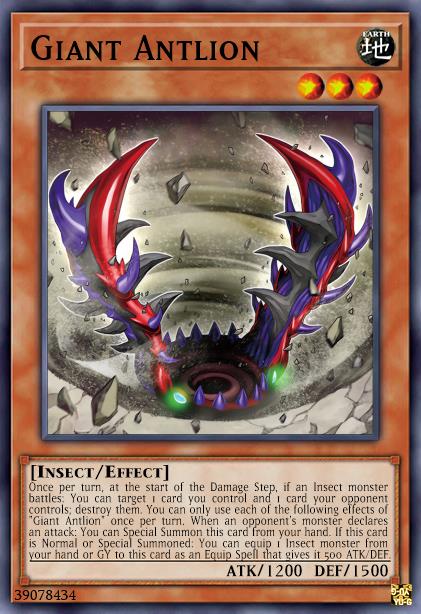 GIANT ANTLION
EARTH
地
[INSECT/EFFECT]
Once per turn, at the start of the Damage Step, if an Insect monster
battles: You can target 1 card you control and 1 card your opponent
controls; destroy them. You can only use each of the following effects of
"Giant Antlion" once per turn. When an opponent's monster declares
an attack: You can Special Summon this card from your hand. If this card
is Normal or Special Summoned: You can equip 1 Insect monster from
your hand or GY to this card as an Equip Spell that gives it 500 ATK/DEF.
ATK/1200 DEF/1500
39078434